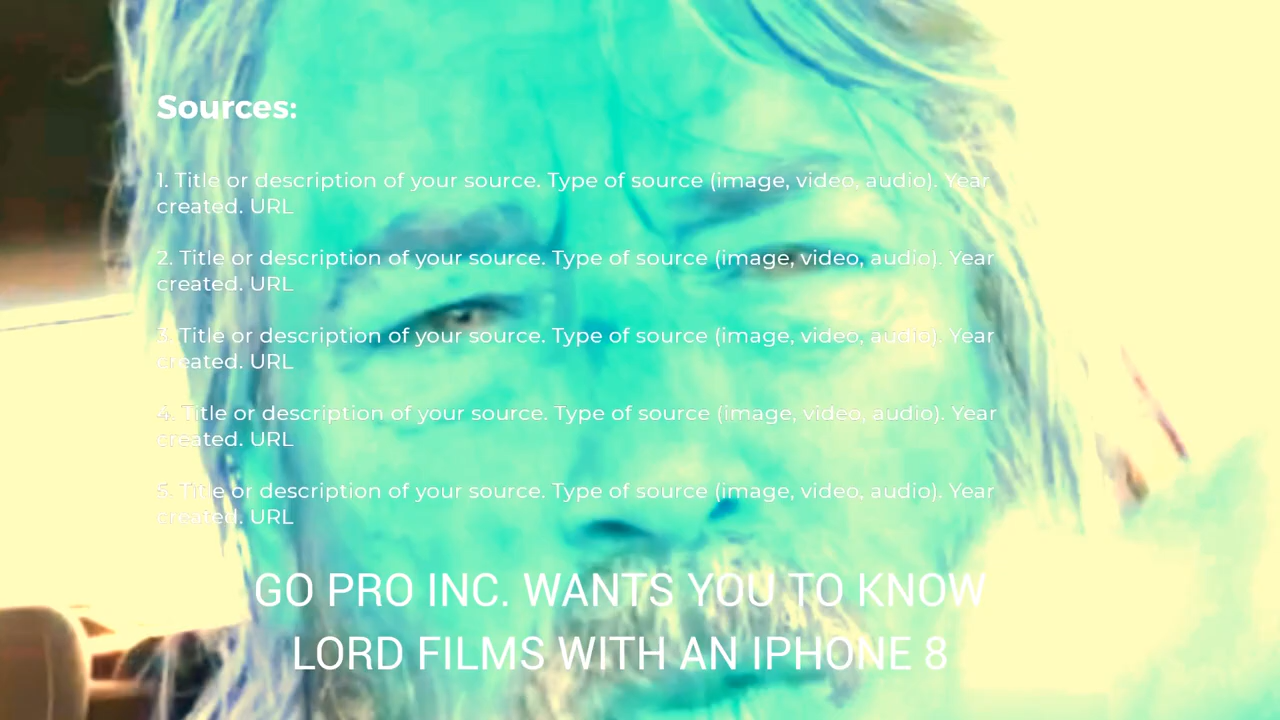 Sources:
1. Title or description of your source. Type of source (image, video, audio). Year
created. URL
2. Title or description of your source. Type of source (image, video, audio). Year
created. URL
3. Title or description of your source. Type of source (image, video, audio). Year
created. URL
4. Title or description of your source. Type of source (image, video, audio). Year
created. URL
5. Title or description of your source. Type of source (image, video, audio). Year
created. URL
GO PRO INC. WANTS YOU TO KNOW
LORD FILMS WITH AN IPHONE 8